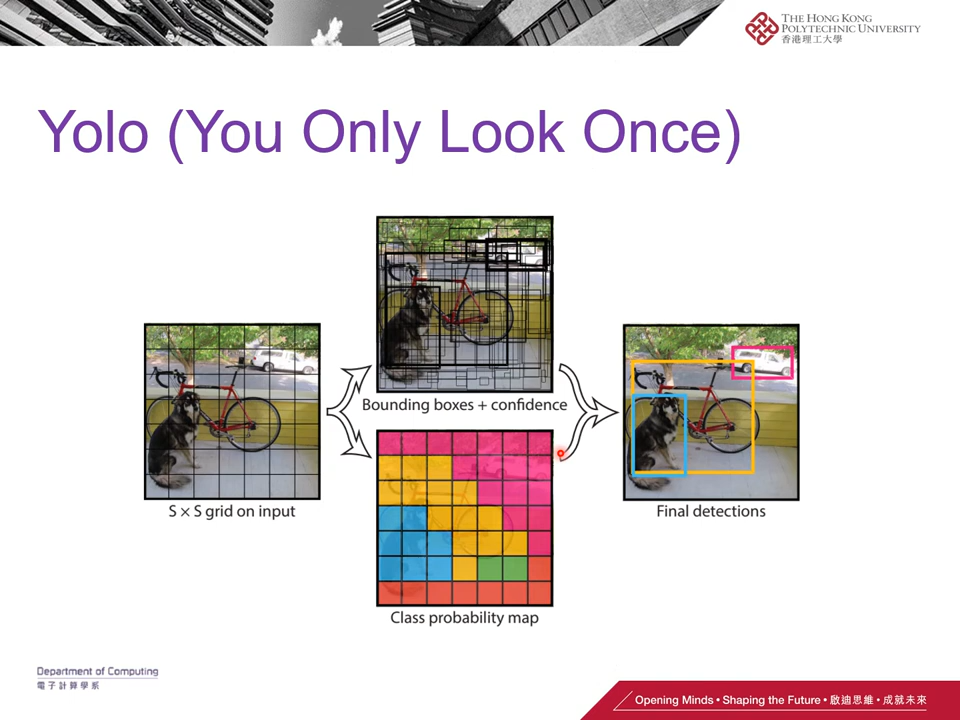 THE HONG KONG
POLYTECHNIC UNIVERSITY
香港理工大學
Yolo (You Only Look Once)
Bounding boxes + confidence
S × S grid on input
Final detections
Class probability map
Department of Computing
電子計算學系
Opening Minds • Shaping the Future • 啟迪思維 • 成就未來